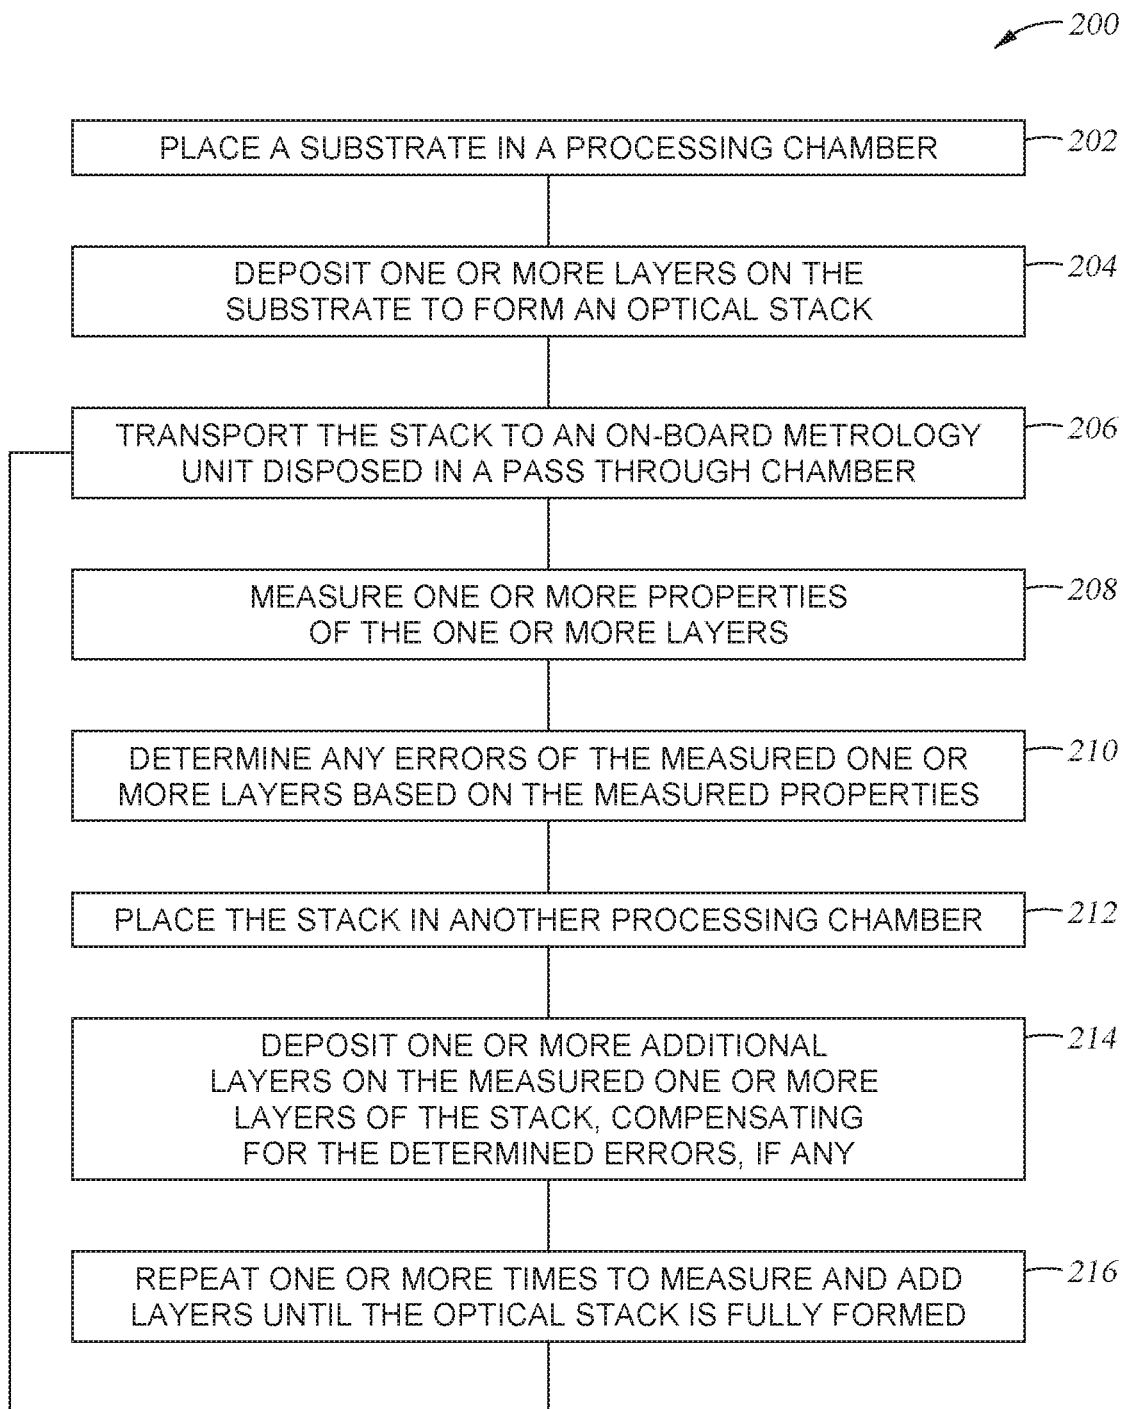 200
PLACE A SUBSTRATE IN A PROCESSING CHAMBER
202
DEPOSIT ONE OR MORE LAYERS ON THE
SUBSTRATE TO FORM AN OPTICAL STACK
204
TRANSPORT THE STACK TO AN ON-BOARD METROLOGY
UNIT DISPOSED IN A PASS THROUGH CHAMBER
206
MEASURE ONE OR MORE PROPERTIES
OF THE ONE OR MORE LAYERS
208
DETERMINE ANY ERRORS OF THE MEASURED ONE OR
MORE LAYERS BASED ON THE MEASURED PROPERTIES
210
PLACE THE STACK IN ANOTHER PROCESSING CHAMBER
212
DEPOSIT ONE OR MORE ADDITIONAL
LAYERS ON THE MEASURED ONE OR MORE
LAYERS OF THE STACK, COMPENSATING
FOR THE DETERMINED ERRORS, IF ANY
214
REPEAT ONE OR MORE TIMES TO MEASURE AND ADD
LAYERS UNTIL THE OPTICAL STACK IS FULLY FORMED
216